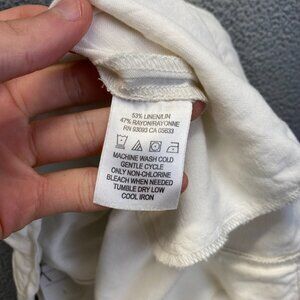 53% LINEN/LIN
47% RAYON/RAYONNE
RN 93093 CA 05633
MACHINE WASH COLD
GENTLE CYCLE
ONLY NON-CHLORINE
BLEACH WHEN NEEDED
TUMBLE DRY LOW
COOL IRON